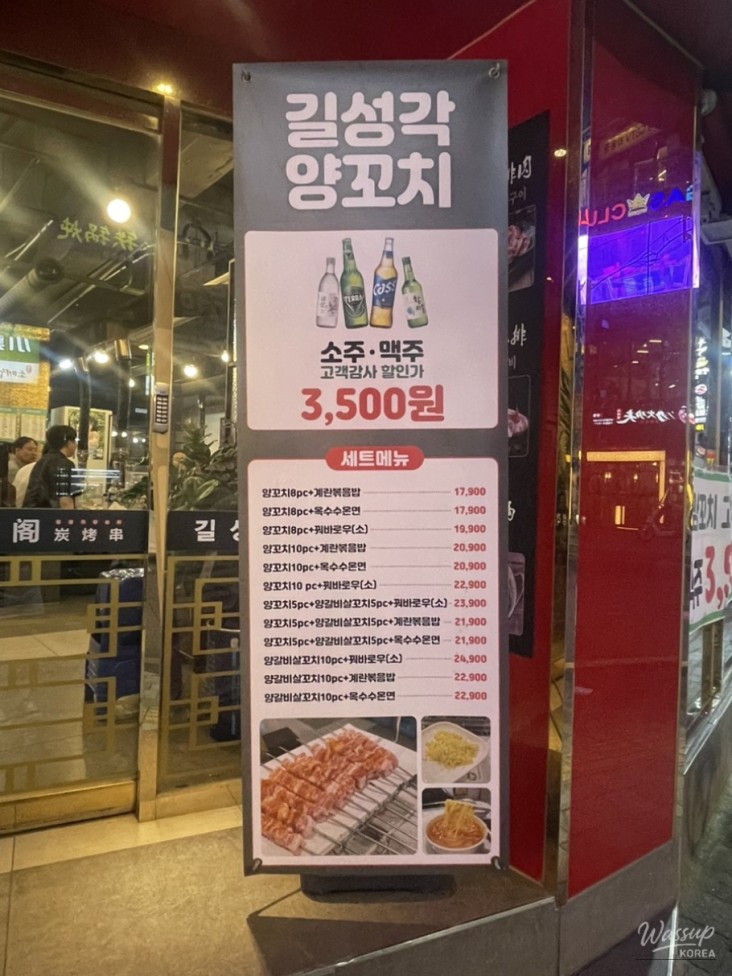 길성각
양꼬치
TERRA
cass
소주·맥주
고객감사 할인가
3,500원
세트메뉴
양꼬치8pc+계란볶음밥 17,900
양꼬치8pc+옥수수온면 17,900
양꼬치8pc+꿔바로우(소) 19,900
양꼬치10pc+계란볶음밥 20,900
양꼬치10pc+옥수수온면 20,900
양꼬치10 pc+꿔바로우(소) 22,900
양꼬치5pc+양갈비살꼬치5pc+꿔바로우(소) 23,900
양꼬치5pc+양갈비살꼬치5pc+계란볶음밥 21,900
양꼬치5pc+양갈비살꼬치5pc+옥수수온면 21,900
양갈비살꼬치10pc+꿔바로우(소) 24,900
양갈비살꼬치10pc+계란볶음밥 22,900
양갈비살꼬치10pc+옥수수온면 22,900
阁 炭烤串
길 성
CLU
Wassup
KOREA